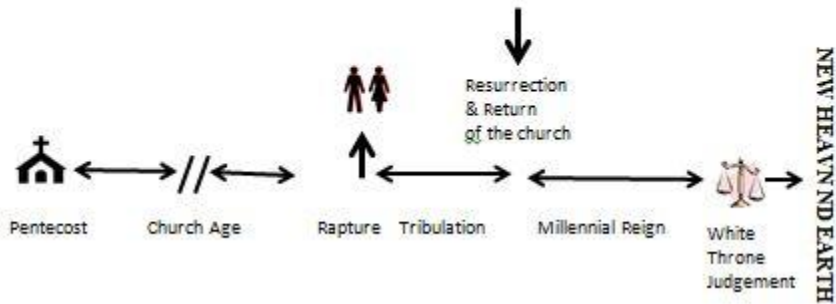 Resurrection
& Return
of the church
Pentecost
Church Age
Rapture
Tribulation
Millennial Reign
White
Throne
Judgement
NEW HEAVN ND EARTH